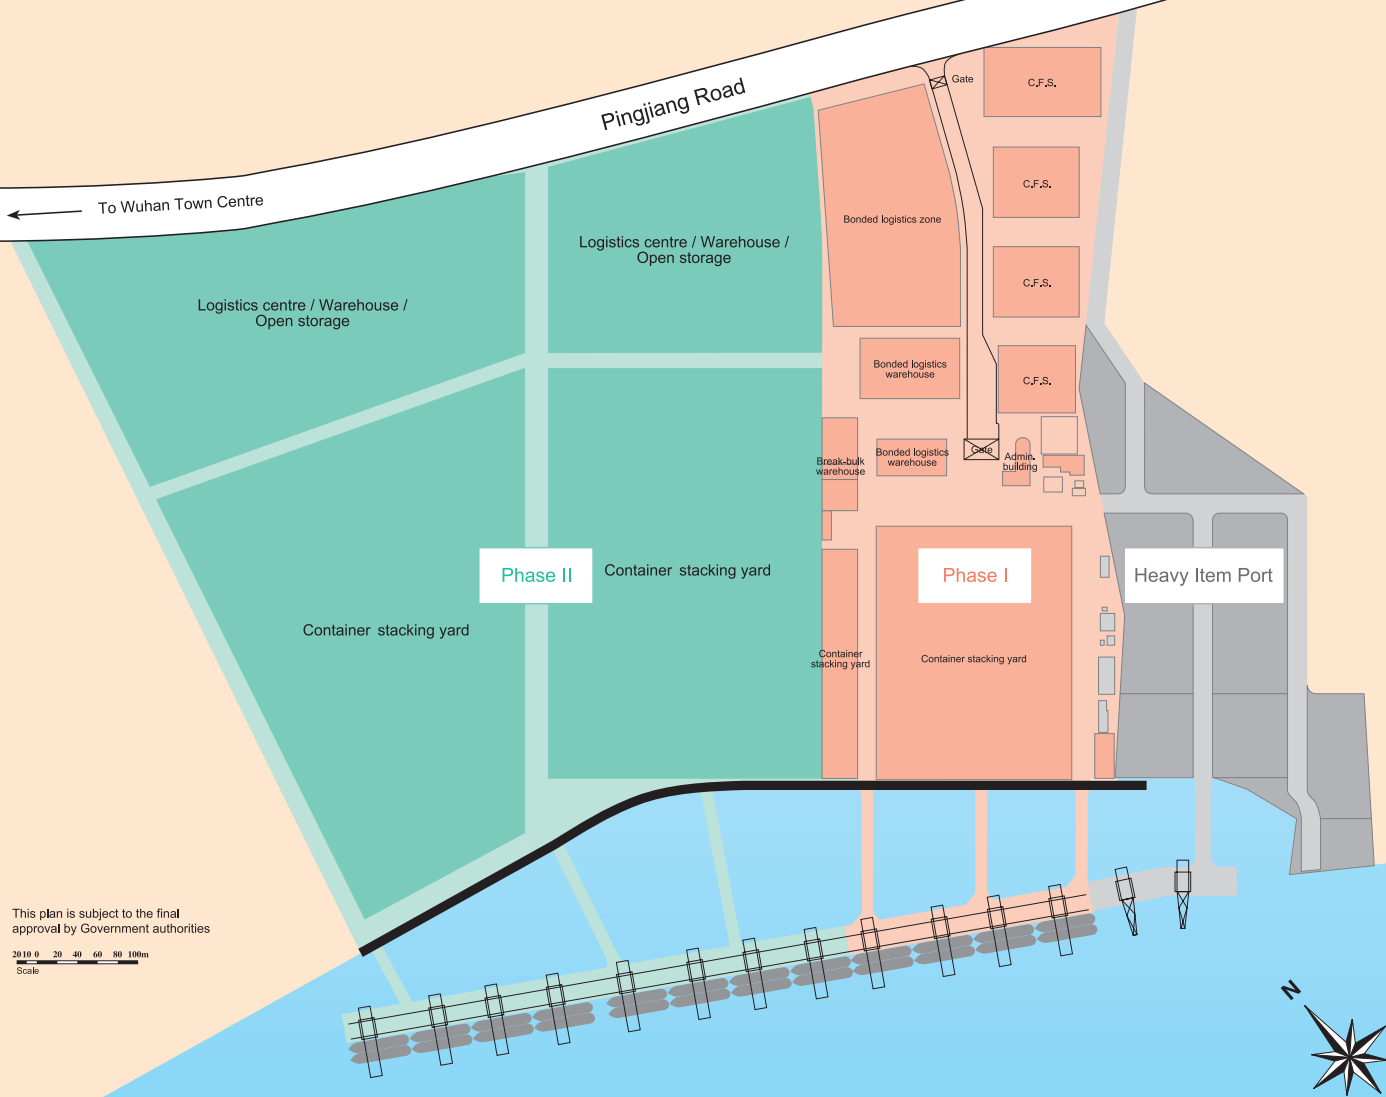 Pingjiang Road
To Wuhan Town Centre
Gate
C.F.S.
C.F.S.
C.F.S.
C.F.S.
Bonded logistics zone
Logistics centre / Warehouse /
Open storage
Logistics centre / Warehouse /
Open storage
Bonded logistics
warehouse
Break-bulk
warehouse
Bonded logistics
warehouse
Gate
Admin.
building
Phase II
Container stacking yard
Phase I
Heavy Item Port
Container stacking yard
Container
stacking yard
Container stacking yard
This plan is subject to the final
approval by Government authorities
20 10 0 20 40 60 80 100m
Scale
N